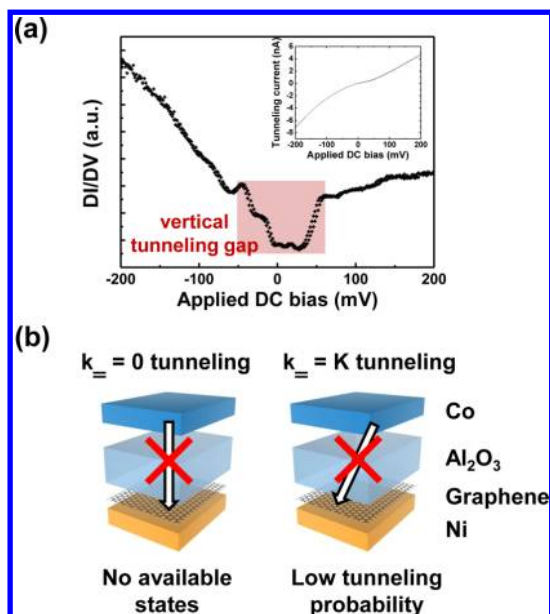 (a)
DI/DV (a.u.)
vertical
tunneling gap
-200 -100 0 100 200
Applied DC bias (mV)
Tunneling current (nA)
6
4
2
0
-2
-4
-6
-8
-200 -100 0 100 200
Applied DC bias (mV)
(b)
k＝ = 0 tunneling
k＝ = K tunneling
Co
Al₂O₃
Graphene
Ni
No available
states
Low tunneling
probability